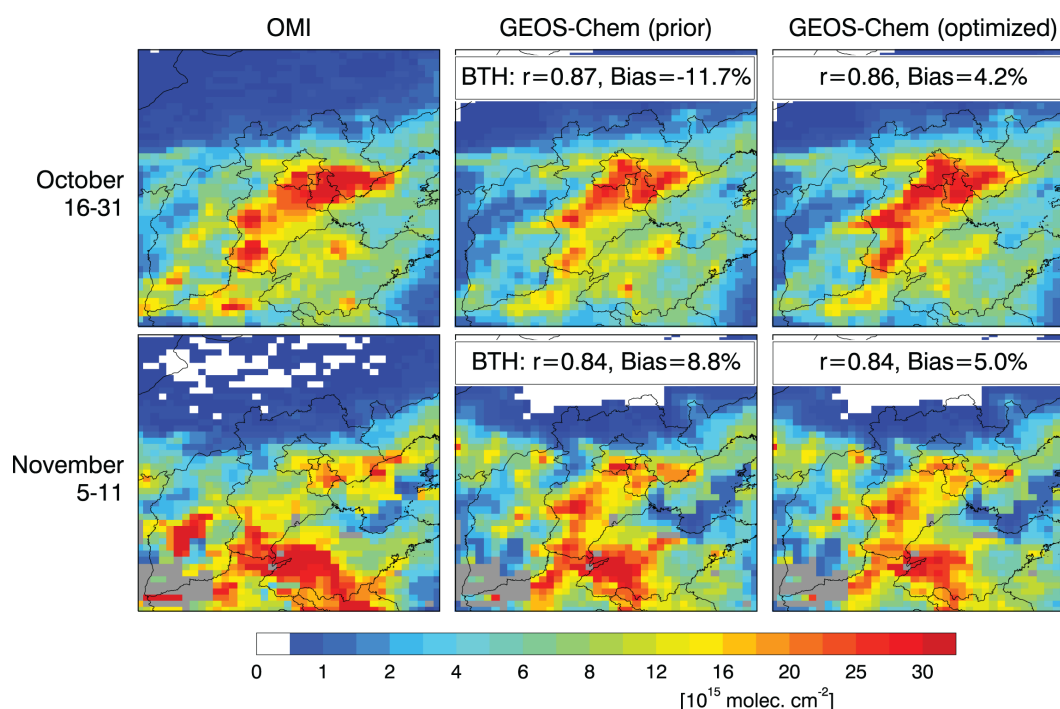 OMI GEOS-Chem (prior) GEOS-Chem (optimized)
BTH: r=0.87, Bias=-11.7% r=0.86, Bias=4.2%
October
16-31
BTH: r=0.84, Bias=8.8% r=0.84, Bias=5.0%
November
5-11
0 1 2 4 6 8 12 16 20 25 30
[10¹⁵ molec. cm⁻²]